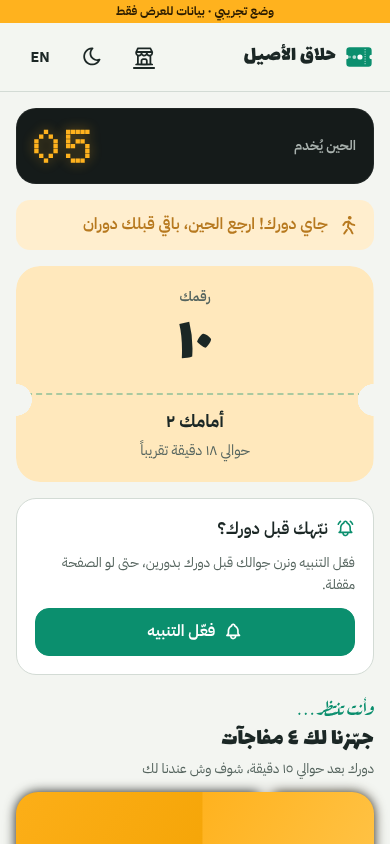 وضع تجريبي · بيانات للعرض فقط
حلاق الأصيل
EN
الحين يُخدم
05
جاي دورك! ارجع الحين، باقي قبلك دوران
رقمك
١٠
أمامك ٢
حوالي ١٨ دقيقة تقريباً
ننبّهك قبل دورك؟
فعّل التنبيه ونرن جوالك قبل دورك بدورين، حتى لو الصفحة
مقفلة.
فعّل التنبيه
وأنت تنتظر...
جهّزنا لك ٤ مفاجآت
دورك بعد حوالي ١٥ دقيقة، شوف وش عندنا لك